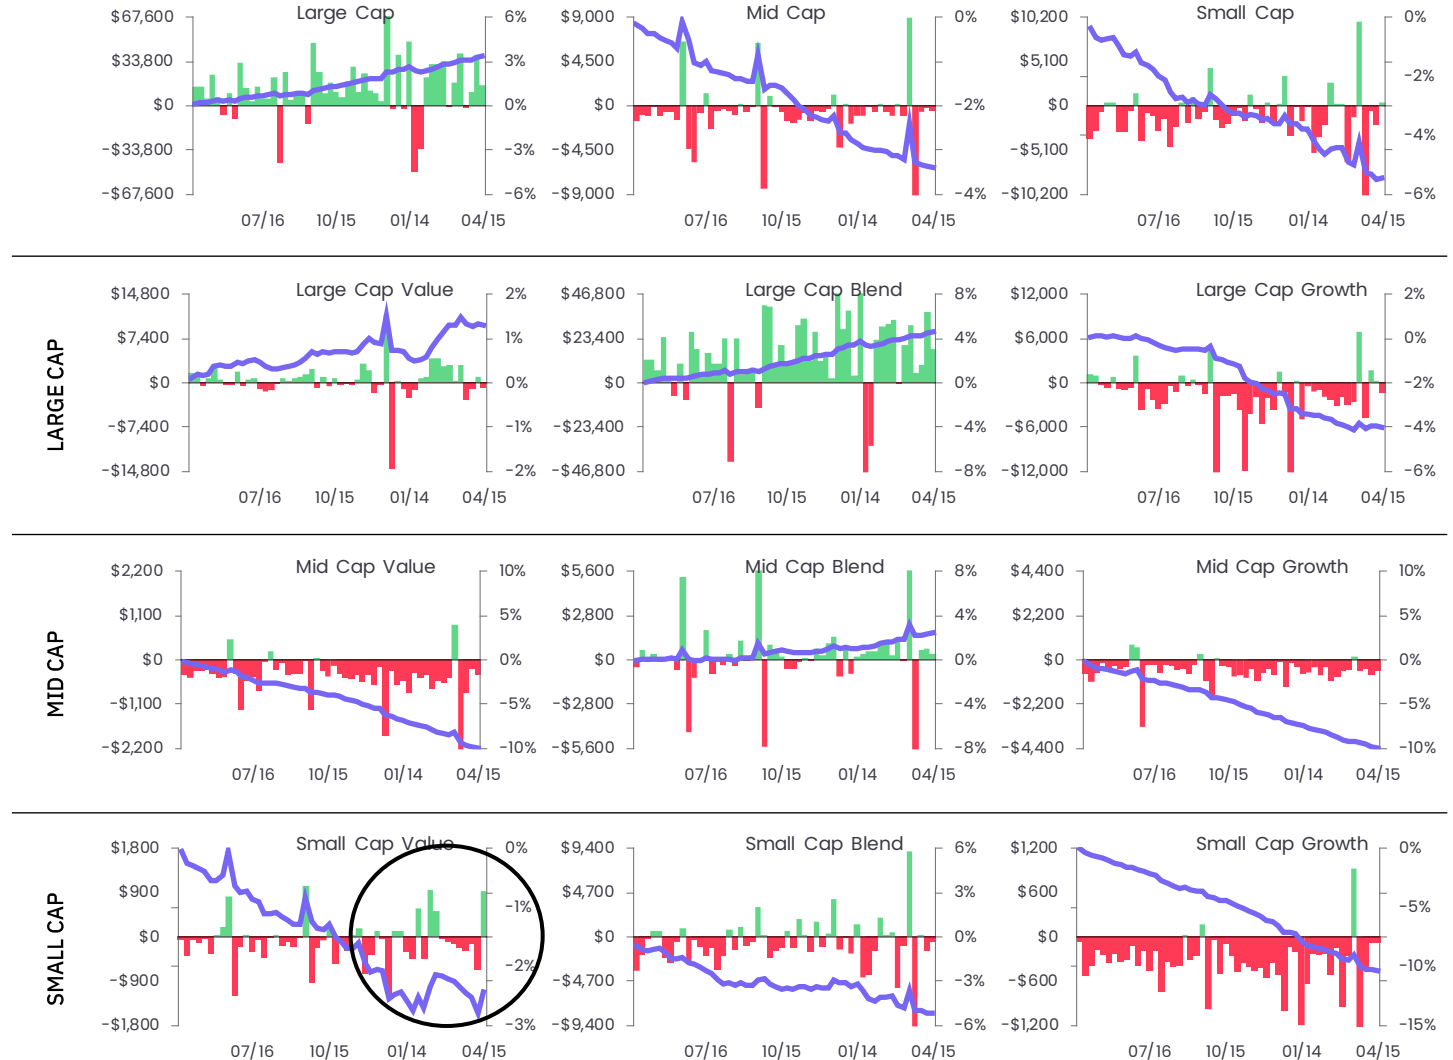 Large Cap Mid Cap Small Cap
$67,600 6% $9,000 0% $10,200 0%
$33,800 3% $4,500 $5,100 −2%
$0 0% $0 −2% $0
−$33,800 −3% −$4,500 −$5,100 −4%
−$67,600 −6% −$9,000 −4% −$10,200 −6%
07/16 10/15 01/14 04/15 07/16 10/15 01/14 04/15 07/16 10/15 01/14 04/15
LARGE CAP
Large Cap Value Large Cap Blend Large Cap Growth
$14,800 2% $46,800 8% $12,000 2%
$7,400 1% $23,400 4% $6,000 0%
$0 0% $0 0% $0 −2%
−$7,400 −1% −$23,400 −4% −$6,000 −4%
−$14,800 −2% −$46,800 −8% −$12,000 −6%
07/16 10/15 01/14 04/15 07/16 10/15 01/14 04/15 07/16 10/15 01/14 04/15
MID CAP
Mid Cap Value Mid Cap Blend Mid Cap Growth
$2,200 10% $5,600 8% $4,400 10%
$1,100 5% $2,800 4% $2,200 5%
$0 0% $0 0% $0 0%
−$1,100 −5% −$2,800 −4% −$2,200 −5%
−$2,200 −10% −$5,600 −8% −$4,400 −10%
07/16 10/15 01/14 04/15 07/16 10/15 01/14 04/15 07/16 10/15 01/14 04/15
SMALL CAP
Small Cap Value Small Cap Blend Small Cap Growth
$1,800 0% $9,400 6% $1,200 0%
$900 −1% $4,700 3% $600 −5%
$0 $0 0% $0
−$900 −2% −$4,700 −3% −$600 −10%
−$1,800 −3% −$9,400 −6% −$1,200 −15%
07/16 10/15 01/14 04/15 07/16 10/15 01/14 04/15 07/16 10/15 01/14 04/15